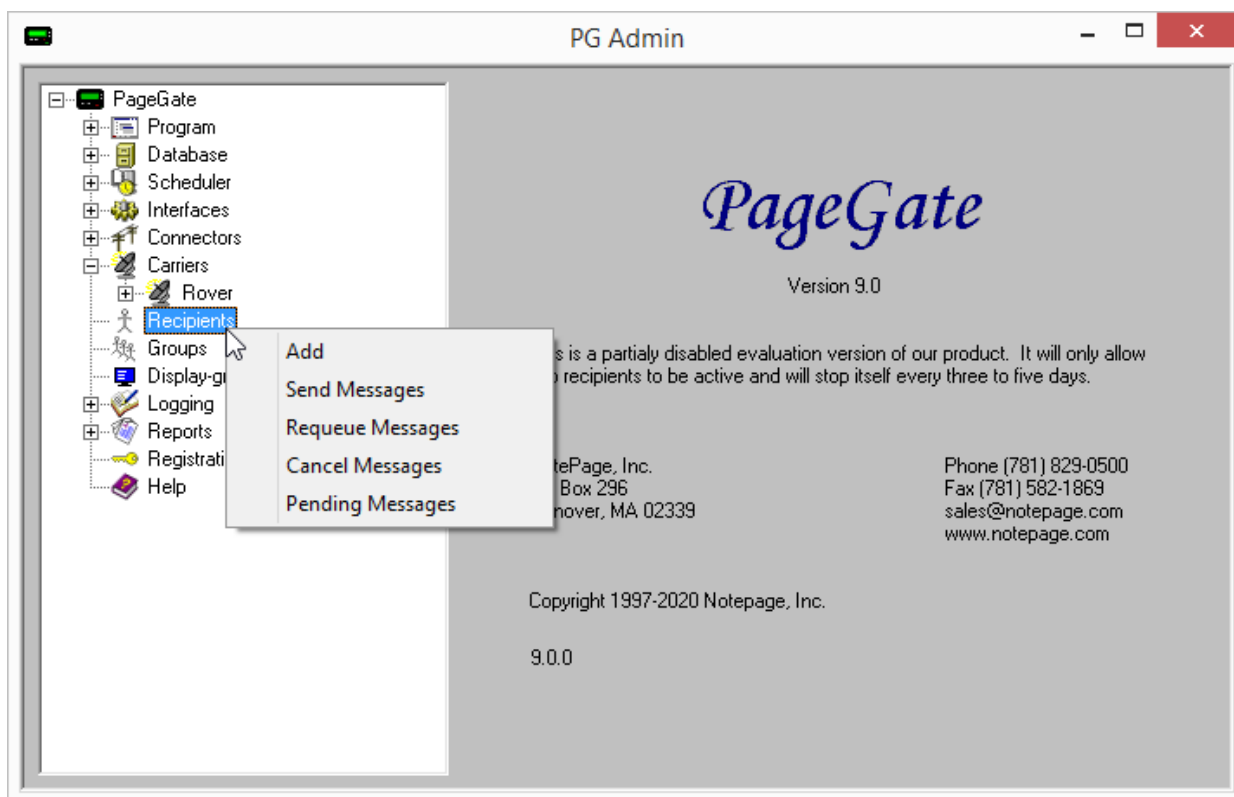 PG Admin
PageGate
Program
Database
Scheduler
Interfaces
Connectors
Carriers
Rover
Recipients
Groups
Display-g
Logging
Reports
Registrati
Help
Add
Send Messages
Requeue Messages
Cancel Messages
Pending Messages
PageGate
Version 9.0
s is a partialy disabled evaluation version of our product. It will only allow
recipients to be active and will stop itself every three to five days.
tePage, Inc.
Box 296
nover, MA 02339
Phone (781) 829-0500
Fax (781) 582-1869
sales@notepage.com
www.notepage.com
Copyright 1997-2020 Notepage, Inc.
9.0.0